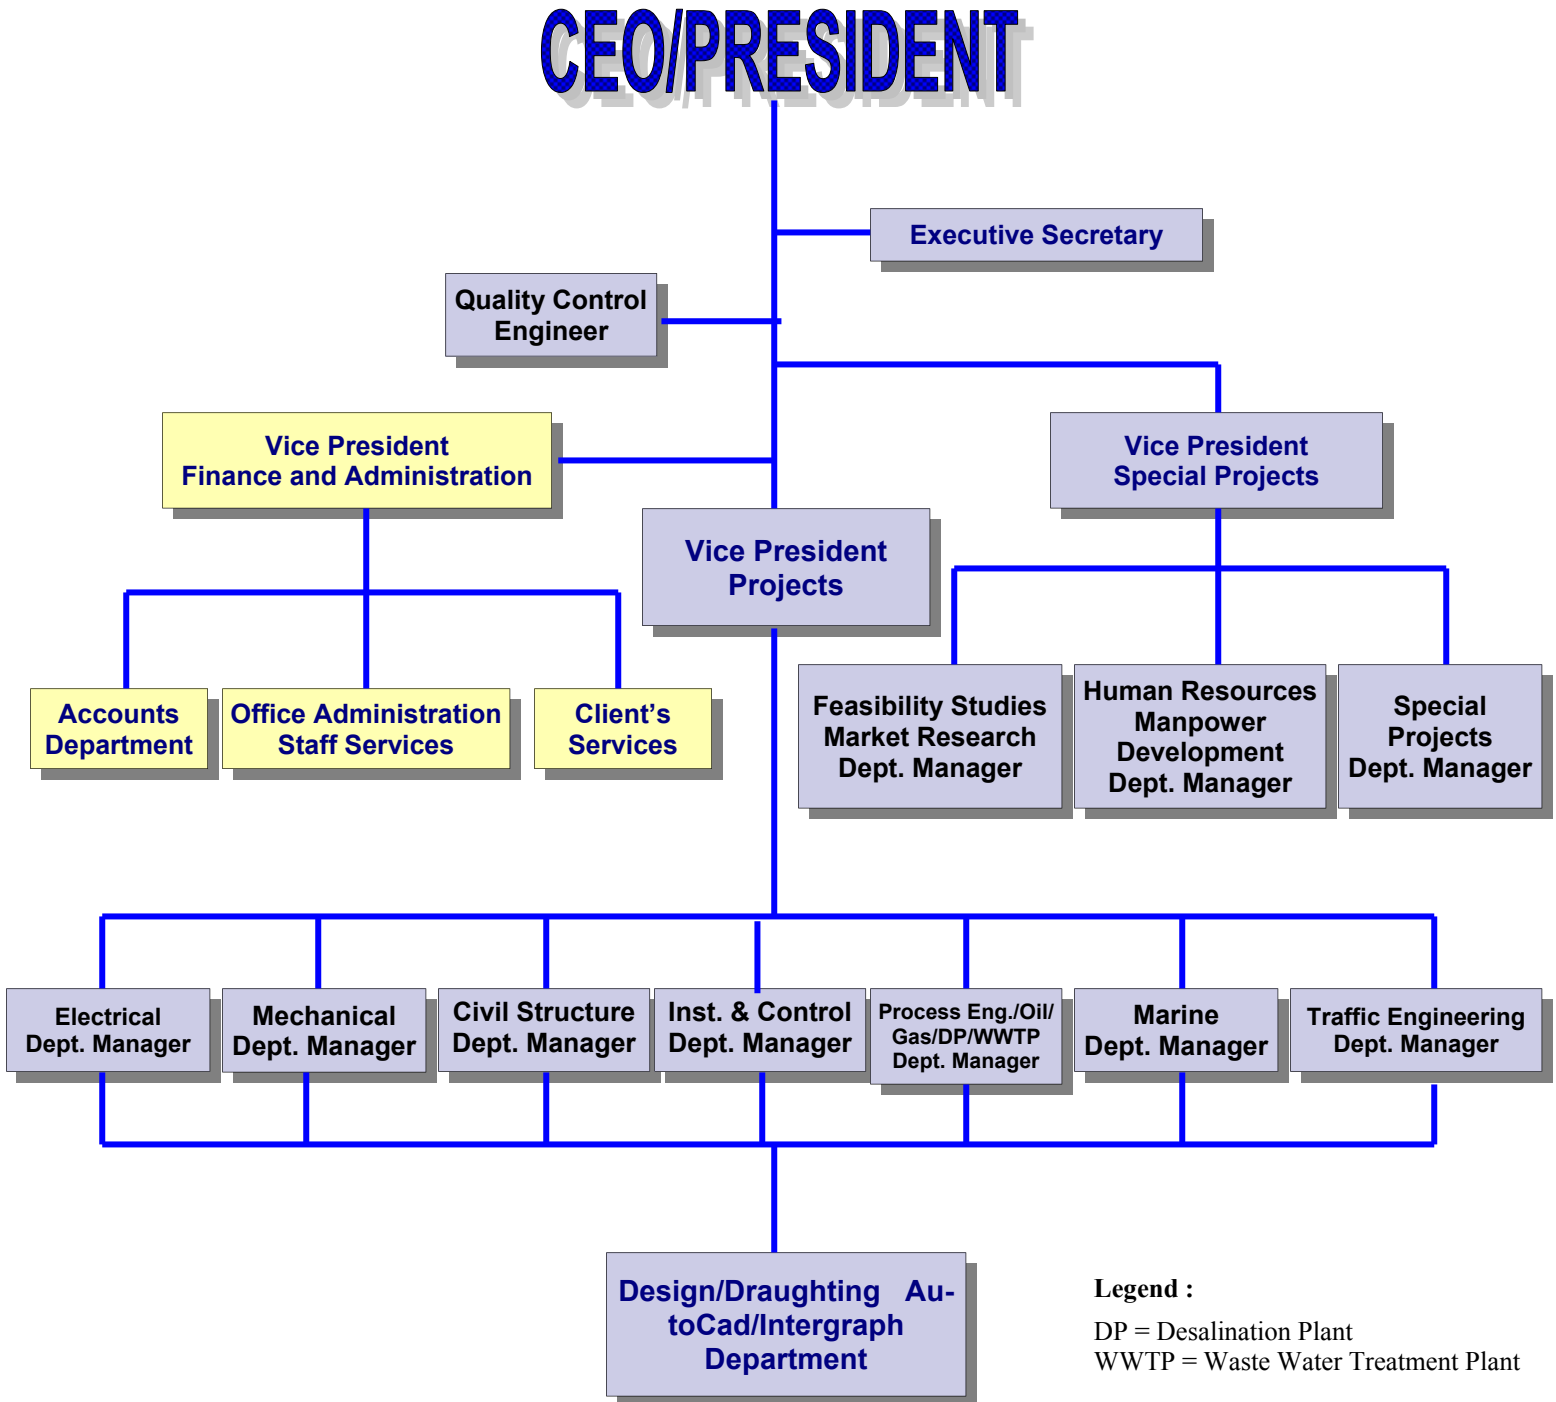 CEO/PRESIDENT
Executive Secretary
Quality Control
Engineer
Vice President
Finance and Administration
Vice President
Special Projects
Vice President
Projects
Accounts
Department
Office Administration
Staff Services
Client’s
Services
Feasibility Studies
Market Research
Dept. Manager
Human Resources
Manpower
Development
Dept. Manager
Special
Projects
Dept. Manager
Electrical
Dept. Manager
Mechanical
Dept. Manager
Civil Structure
Dept. Manager
Inst. & Control
Dept. Manager
Process Eng./Oil/
Gas/DP/WWTP
Dept. Manager
Marine
Dept. Manager
Traffic Engineering
Dept. Manager
Design/Draughting Au-
toCad/Intergraph
Department
Legend :
DP = Desalination Plant
WWTP = Waste Water Treatment Plant